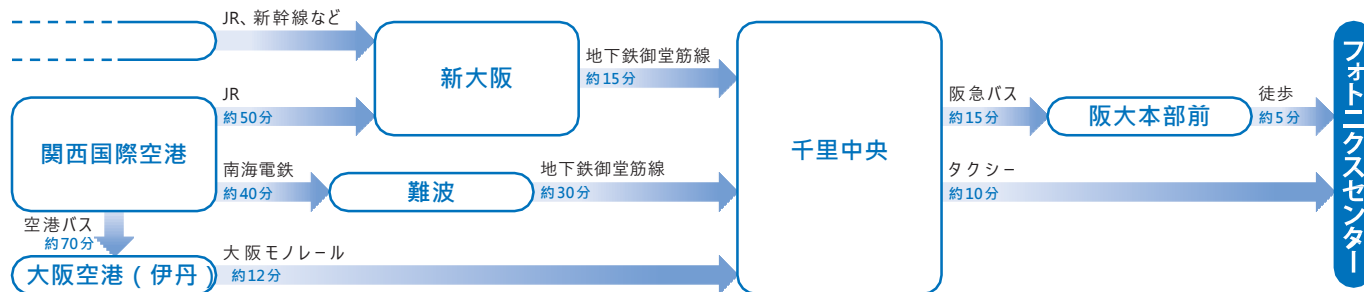 JR、新幹線など
新大阪
地下鉄御堂筋線
約15分
JR
約50分
関西国際空港
南海電鉄
約40分
難波
地下鉄御堂筋線
約30分
空港バス
約70分
大阪空港（伊丹）
大阪モノレール
約12分
千里中央
阪急バス
約15分
阪大本部前
徒歩
約5分
タクシー
約10分
フォトニクスセンター